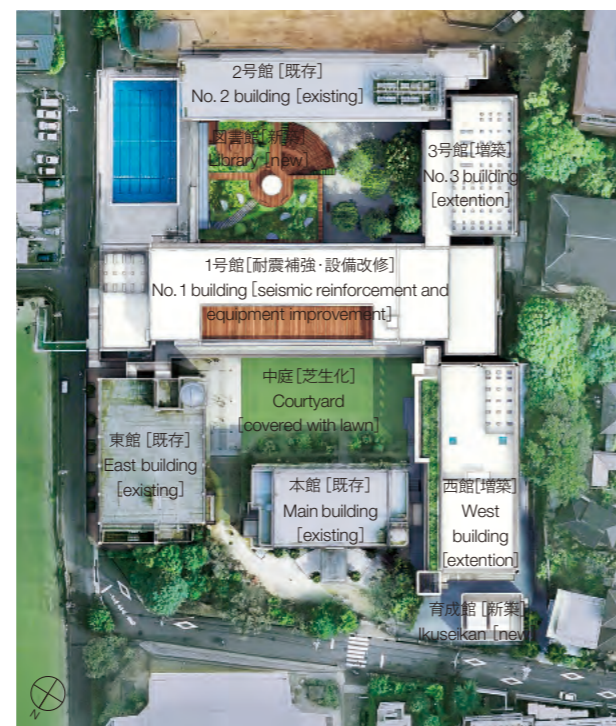 2号館 [既存]
No. 2 building [existing]
図書館[新築]
Library [new]
3号館[増築]
No. 3 building
[extention]
1号館[耐震補強・設備改修]
No. 1 building [seismic reinforcement and
equipment improvement]
中庭[芝生化]
Courtyard
[covered with lawn]
東館 [既存]
East building
[existing]
本館 [既存]
Main building
[existing]
西館[増築]
West
building
[extention]
育成館 [新築]
Ikuseikan [new]
N